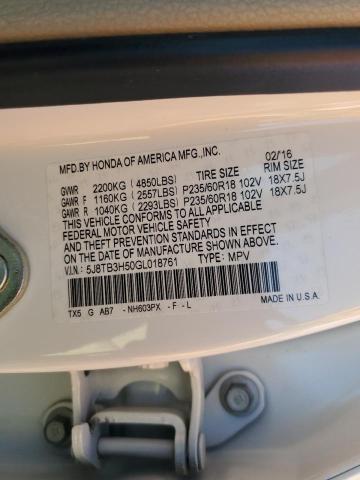 MFD.BY HONDA OF AMERICA MFG.,INC. 02/'16
TIRE SIZE RIM SIZE
GVWR 2200KG (4850LBS)
GAWR F 1160KG (2557LBS) P235/60R18 102V 18X7.5J
GAWR R 1040KG (2293LBS) P235/60R18 102V 18X7.5J
THIS VEHICLE CONFORMS TO ALL APPLICABLE
FEDERAL MOTOR VEHICLE SAFETY
AND THEFT PREVENTION STANDARDS IN EFFECT
ON THE DATE OF MANUFACTURE SHOWN ABOVE.
V.I.N: 5J8TB3H50GL018761 TYPE: MPV
TX5 G AB7 - NH603PX - F - L MADE IN U.S.A.